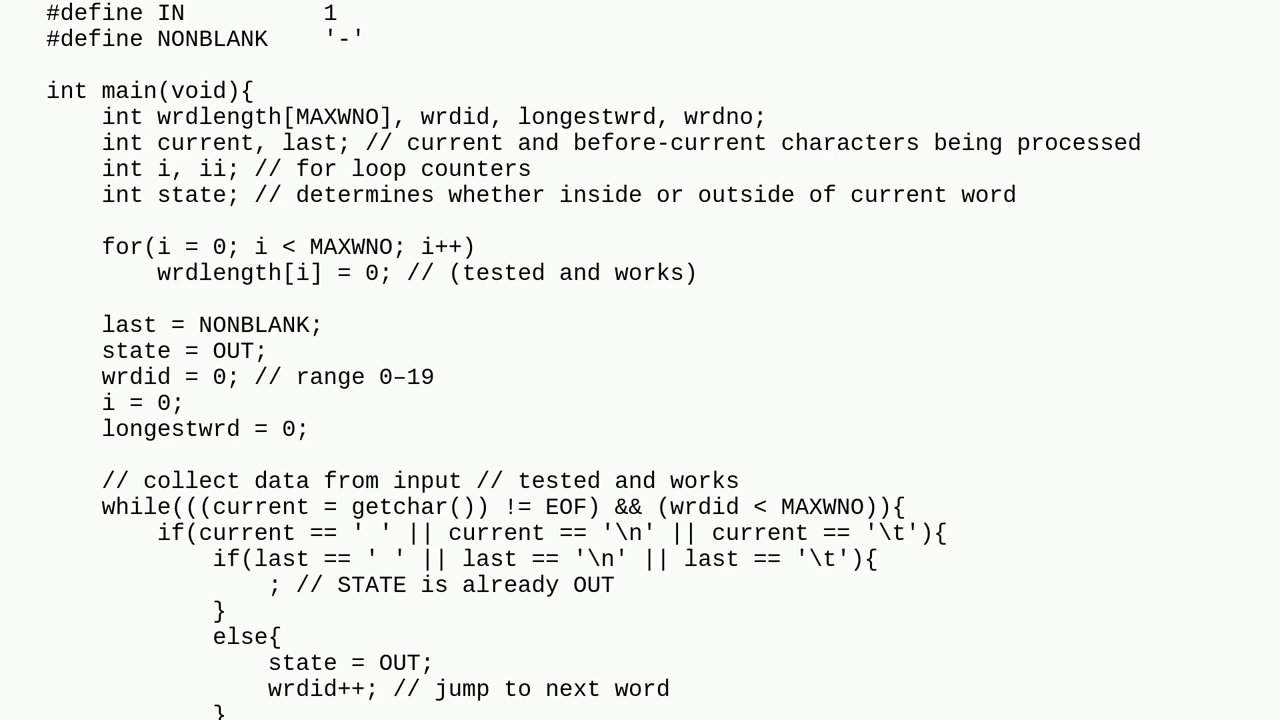 #define IN          1
#define NONBLANK    '-'

int main(void){
    int wrdlength[MAXWNO], wrdid, longestwrd, wrdno;
    int current, last; // current and before-current characters being processed
    int i, ii; // for loop counters
    int state; // determines whether inside or outside of current word

    for(i = 0; i < MAXWNO; i++)
        wrdlength[i] = 0; // (tested and works)

    last = NONBLANK;
    state = OUT;
    wrdid = 0; // range 0–19
    i = 0;
    longestwrd = 0;

    // collect data from input // tested and works
    while(((current = getchar()) != EOF) && (wrdid < MAXWNO)){
        if(current == ' ' || current == '\n' || current == '\t'){
            if(last == ' ' || last == '\n' || last == '\t'){
                ; // STATE is already OUT
            }
            else{
                state = OUT;
                wrdid++; // jump to next word
            }